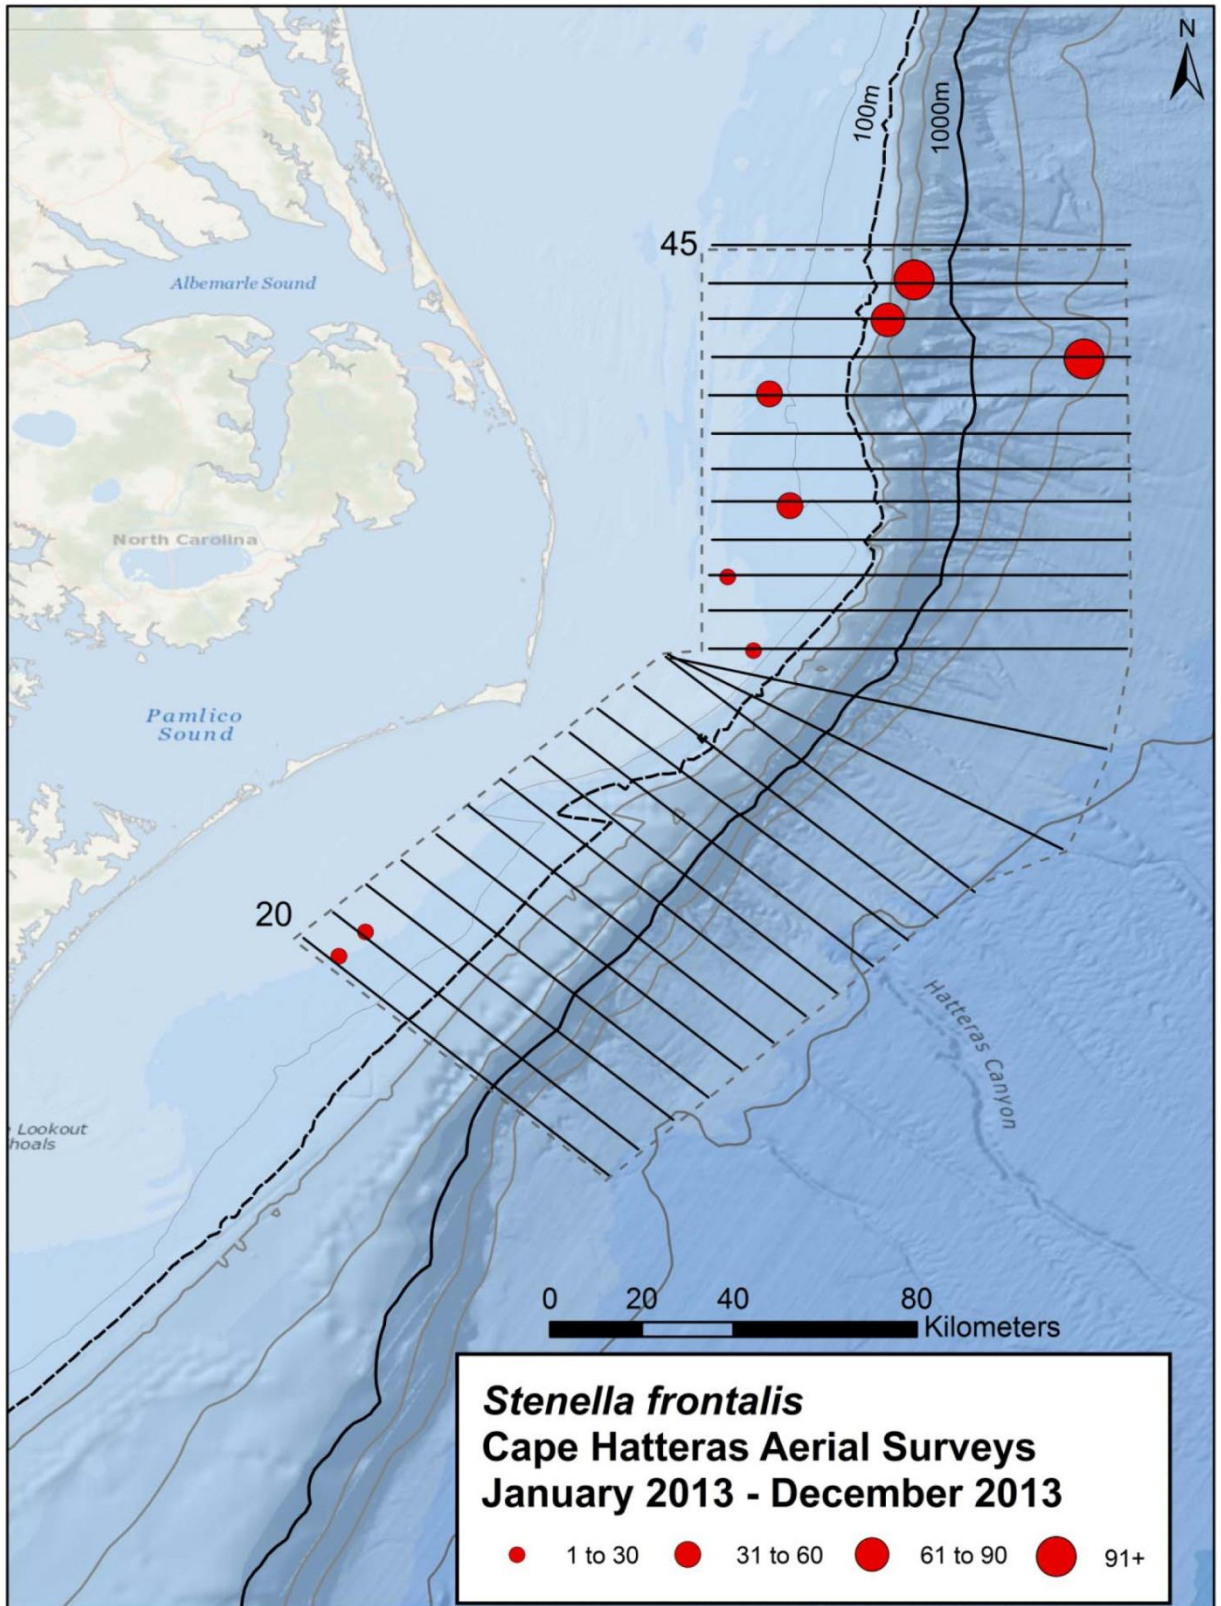 N
100m
1000m
45
Albemarle Sound
North Carolina
Pamlico
Sound
20
Hatteras Canyon
Lookout
hoals
0 20 40 80
Kilometers
Stenella frontalis
Cape Hatteras Aerial Surveys
January 2013 - December 2013
1 to 30 31 to 60 61 to 90 91+